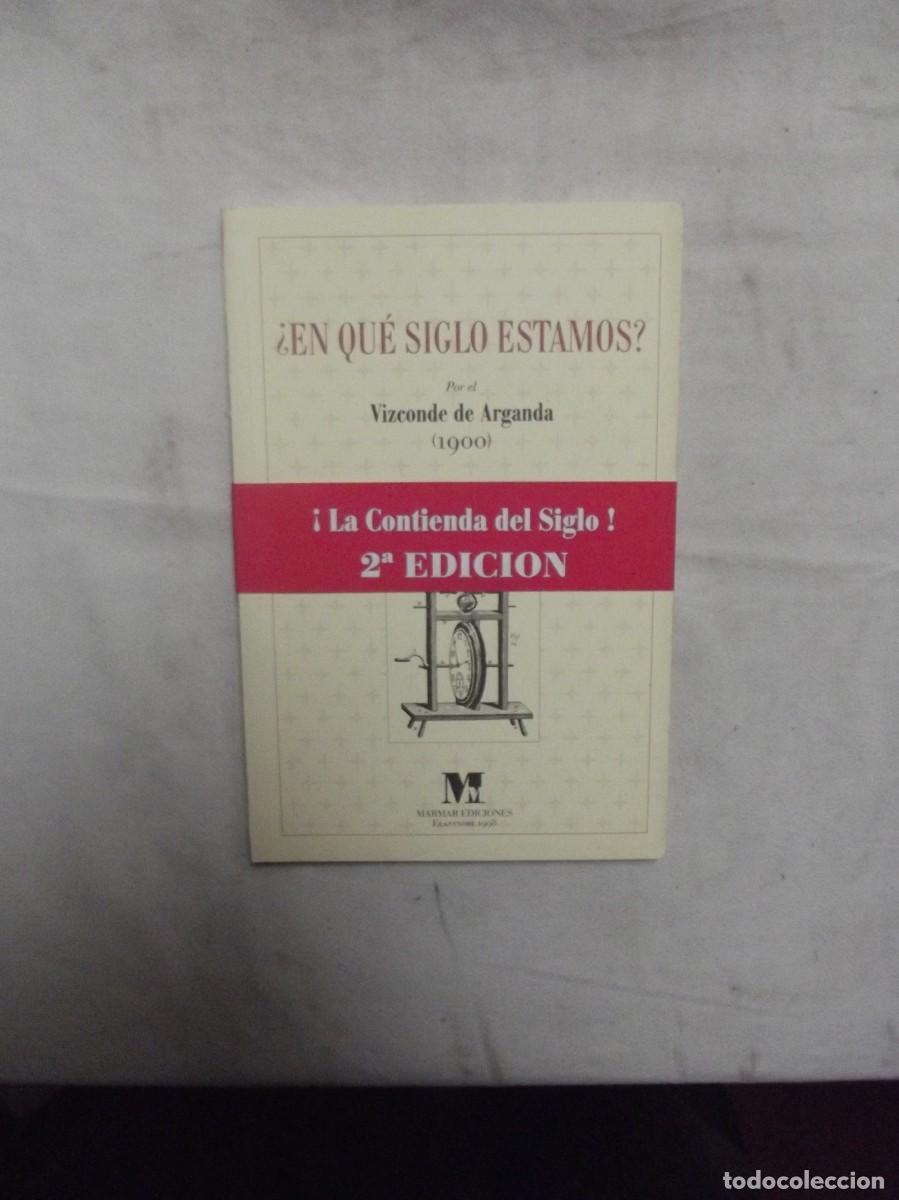 ¿EN QUÉ SIGLO ESTAMOS?
Por el
Vizconde de Arganda
(1900)
¡ La Contienda del Siglo !
2ª EDICION
M
MARMAR EDICIONES
1998
todocoleccion